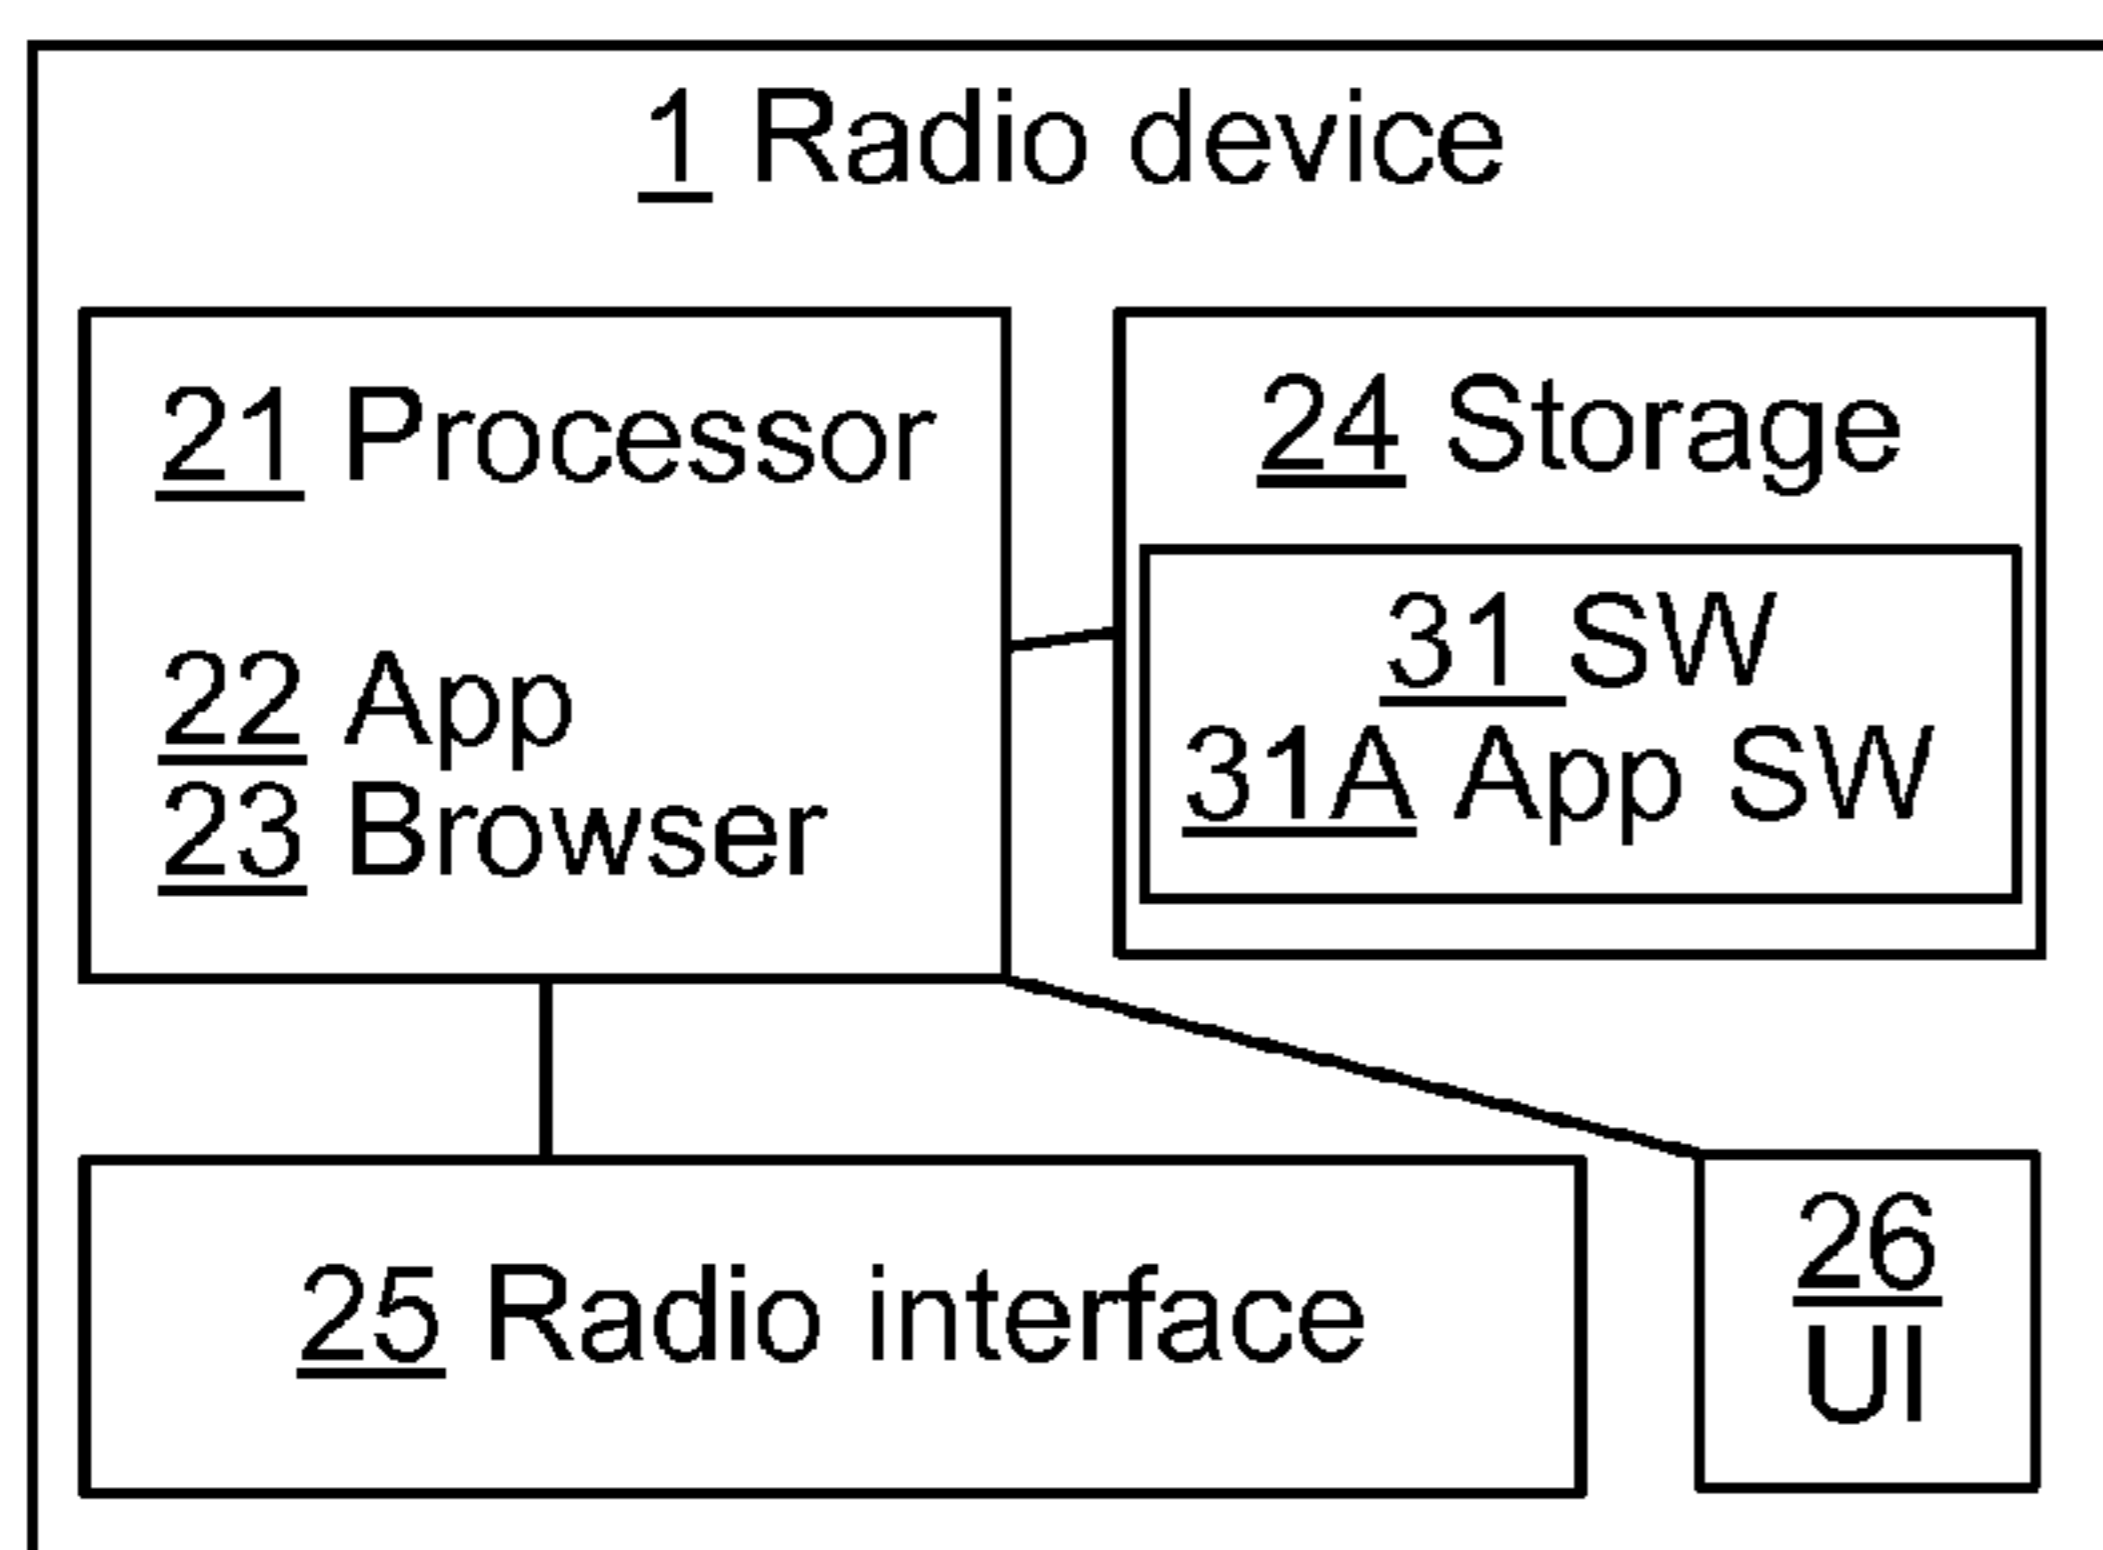 1 Radio device
21 Processor
22 App
23 Browser
24 Storage
31 SW
31A App SW
25 Radio interface
26
UI